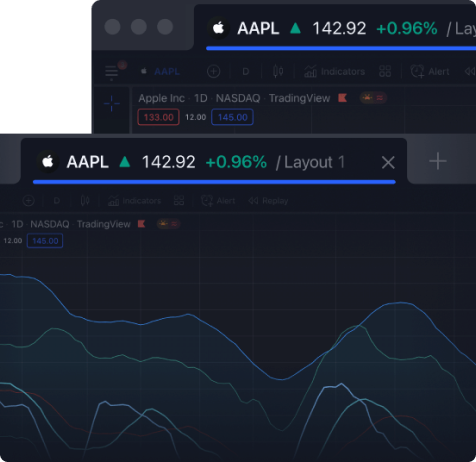 AAPL ▲ 142.92 +0.96% / Lay
AAPL D Indicators Alert
Apple Inc · 1D · NASDAQ · TradingView
133.00 12.00 145.00
AAPL ▲ 142.92 +0.96% / Layout 1
D Indicators Alert Replay
c · 1D · NASDAQ · TradingView
12.00 145.00